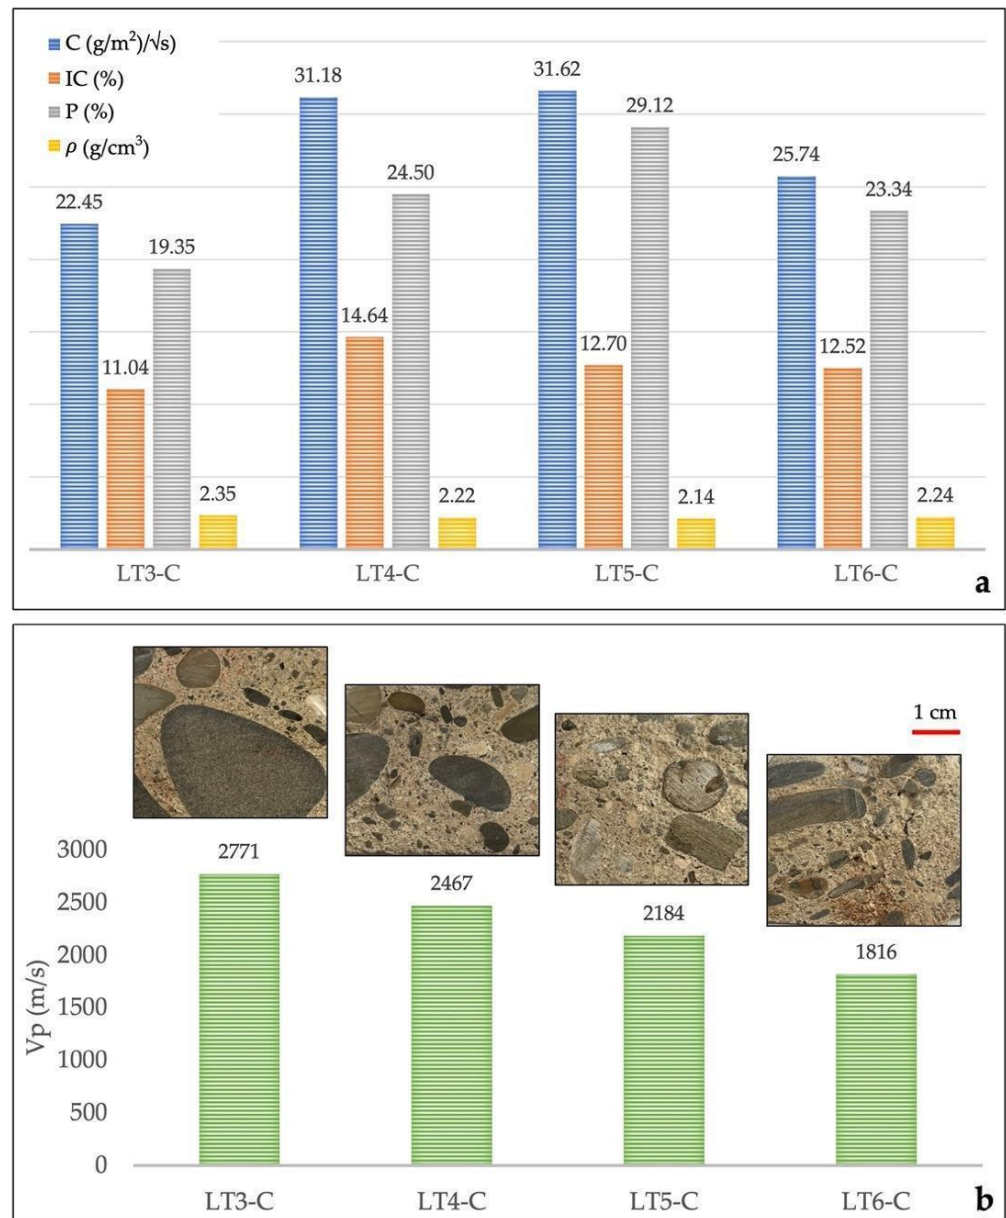 C (g/m²)/√s)
IC (%)
P (%)
ρ (g/cm³)
22.45
11.04
19.35
2.35
31.18
14.64
24.50
2.22
31.62
12.70
29.12
2.14
25.74
12.52
23.34
2.24
LT3-C LT4-C LT5-C LT6-C
a
1 cm
Vp (m/s)
3000
2500
2000
1500
1000
500
0
2771
2467
2184
1816
LT3-C LT4-C LT5-C LT6-C
b